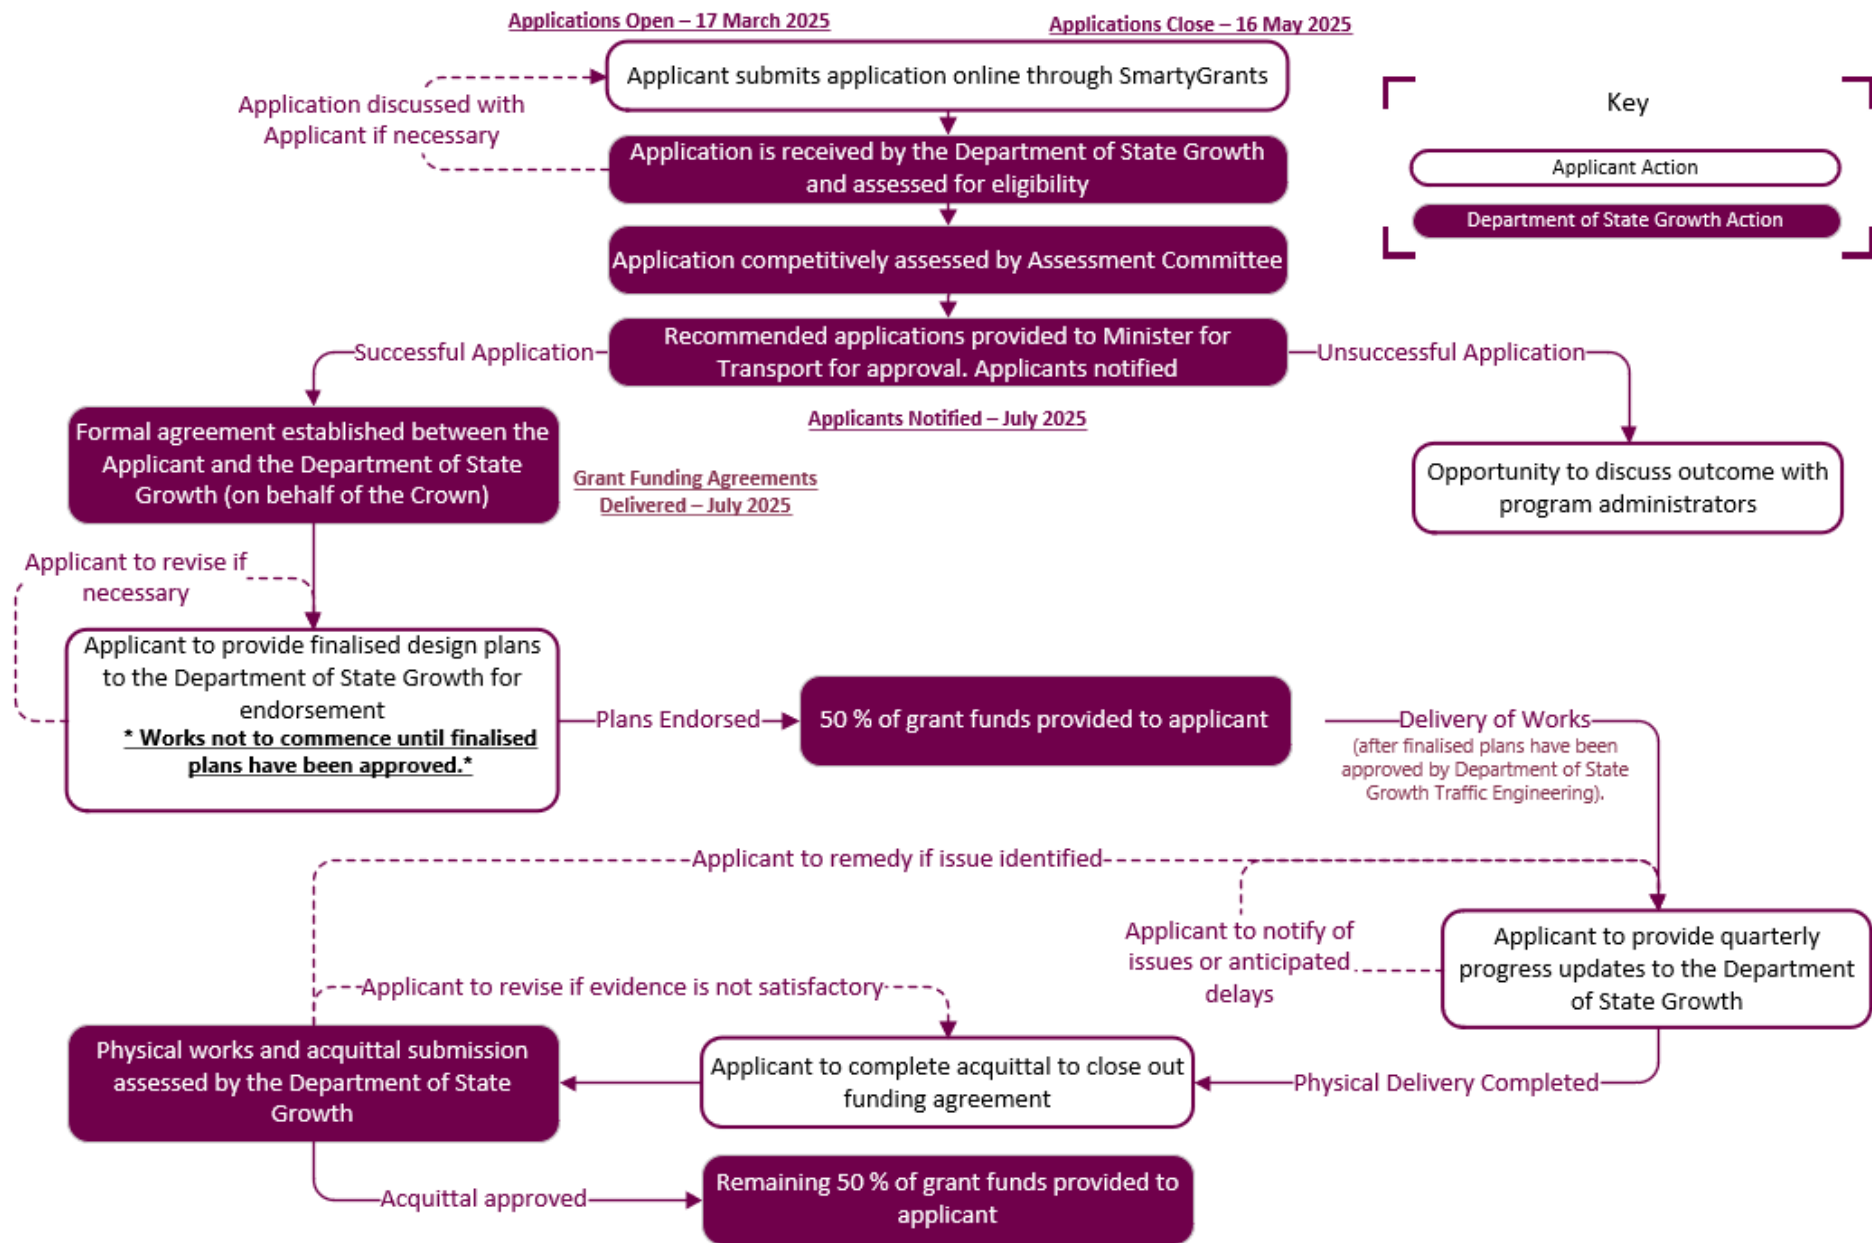 Applications Open – 17 March 2025
Applications Close – 16 May 2025
Applicant submits application online through SmartyGrants
Application discussed with
Applicant if necessary
Key
Applicant Action
Department of State Growth Action
Application is received by the Department of State Growth
and assessed for eligibility
Application competitively assessed by Assessment Committee
Recommended applications provided to Minister for
Transport for approval. Applicants notified
Successful Application
Unsuccessful Application
Applicants Notified – July 2025
Formal agreement established between the
Applicant and the Department of State
Growth (on behalf of the Crown)
Grant Funding Agreements
Delivered – July 2025
Opportunity to discuss outcome with
program administrators
Applicant to revise if
necessary
Applicant to provide finalised design plans
to the Department of State Growth for
endorsement
* Works not to commence until finalised
plans have been approved.*
Plans Endorsed
50 % of grant funds provided to applicant
Delivery of Works
(after finalised plans have been
approved by Department of State
Growth Traffic Engineering).
Applicant to remedy if issue identified
Applicant to notify of
issues or anticipated
delays
Applicant to provide quarterly
progress updates to the Department
of State Growth
Applicant to revise if evidence is not satisfactory
Physical works and acquittal submission
assessed by the Department of State
Growth
Applicant to complete acquittal to close out
funding agreement
Physical Delivery Completed
Acquittal approved
Remaining 50 % of grant funds provided to
applicant